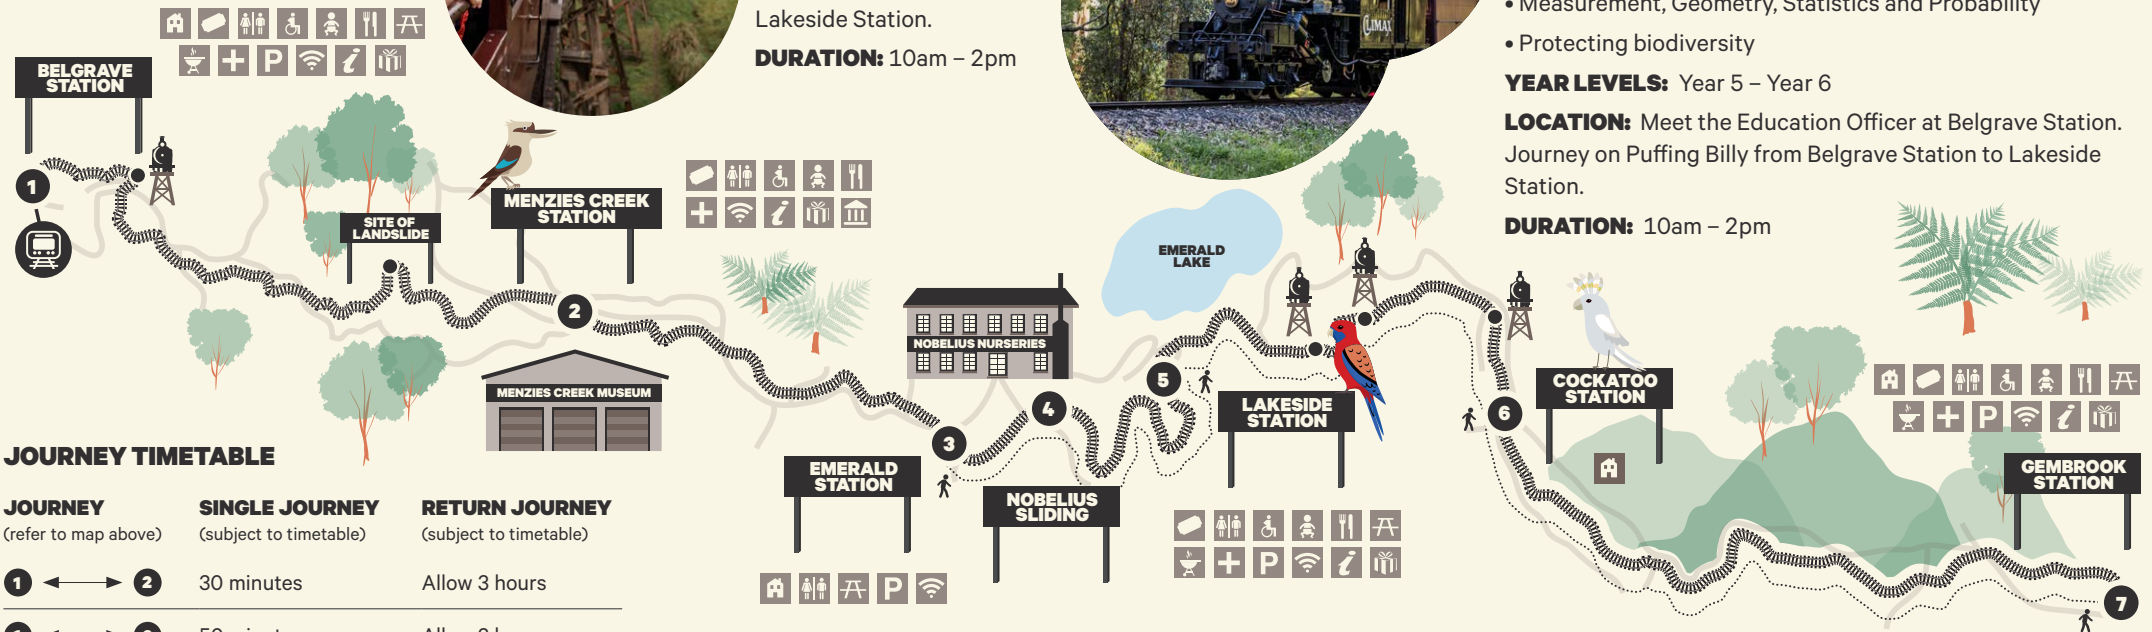 Lakeside Station.
DURATION: 10am – 2pm
CLIMAX
• Measurement, Geometry, Statistics and Probability
• Protecting biodiversity
YEAR LEVELS: Year 5 – Year 6
LOCATION: Meet the Education Officer at Belgrave Station.
Journey on Puffing Billy from Belgrave Station to Lakeside
Station.
DURATION: 10am – 2pm
BELGRAVE
STATION
P
i
1
SITE OF
LANDSLIDE
MENZIES CREEK
STATION
i
2
MENZIES CREEK MUSEUM
NOBELIUS NURSERIES
EMERALD
LAKE
3
EMERALD
STATION
P
4
NOBELIUS
SLIDING
5
LAKESIDE
STATION
P
i
6
COCKATOO
STATION
P
i
GEMBROOK
STATION
7
JOURNEY TIMETABLE
JOURNEY
(refer to map above)
SINGLE JOURNEY
(subject to timetable)
RETURN JOURNEY
(subject to timetable)
1 2
30 minutes
Allow 3 hours